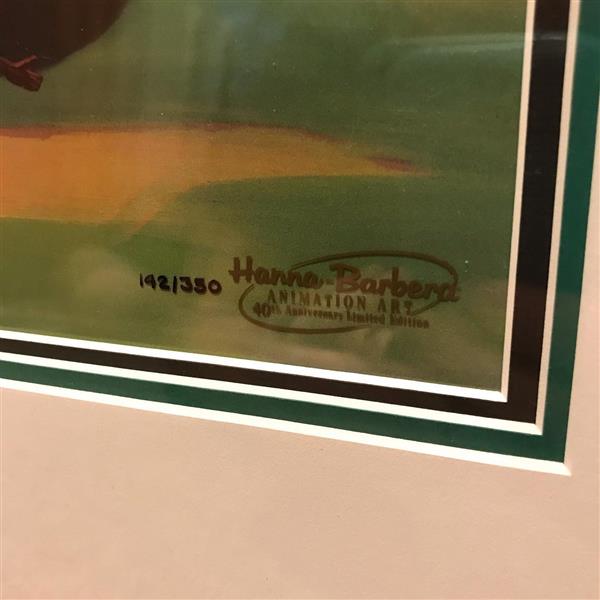 142/350
Hanna-Barbera
ANIMATION ART
40th Anniversary Limited Edition